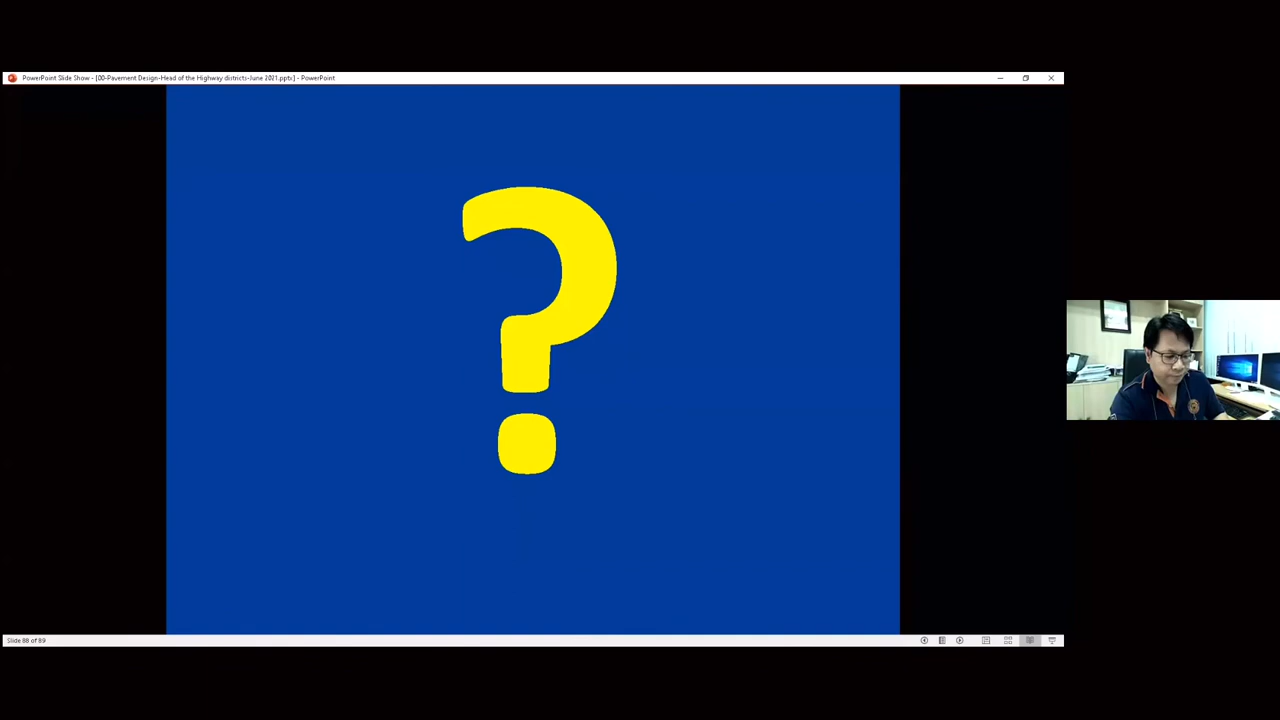 PowerPoint Slide Show - [00-Pavement Design-Head of the Highway districts-June 2021.pptx] - PowerPoint
?
Slide 88 of 89